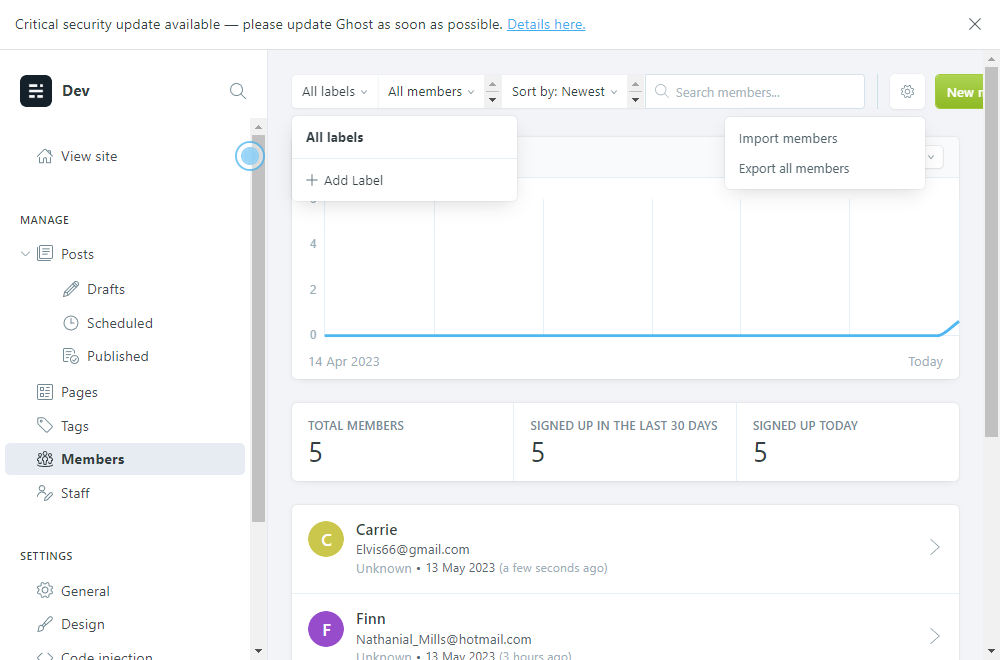 Critical security update available — please update Ghost as soon as possible. Details here.
Dev
View site
MANAGE
Posts
Drafts
Scheduled
Published
Pages
Tags
Members
Staff
SETTINGS
General
Design
Code injection
All labels
All members
Sort by: Newest
Search members...
New
All labels
+ Add Label
Import members
Export all members
4
2
0
14 Apr 2023
Today
TOTAL MEMBERS
5
SIGNED UP IN THE LAST 30 DAYS
5
SIGNED UP TODAY
5
C
Carrie
Elvis66@gmail.com
Unknown • 13 May 2023 (a few seconds ago)
F
Finn
Nathanial_Mills@hotmail.com
Unknown • 13 May 2023 (3 hours ago)